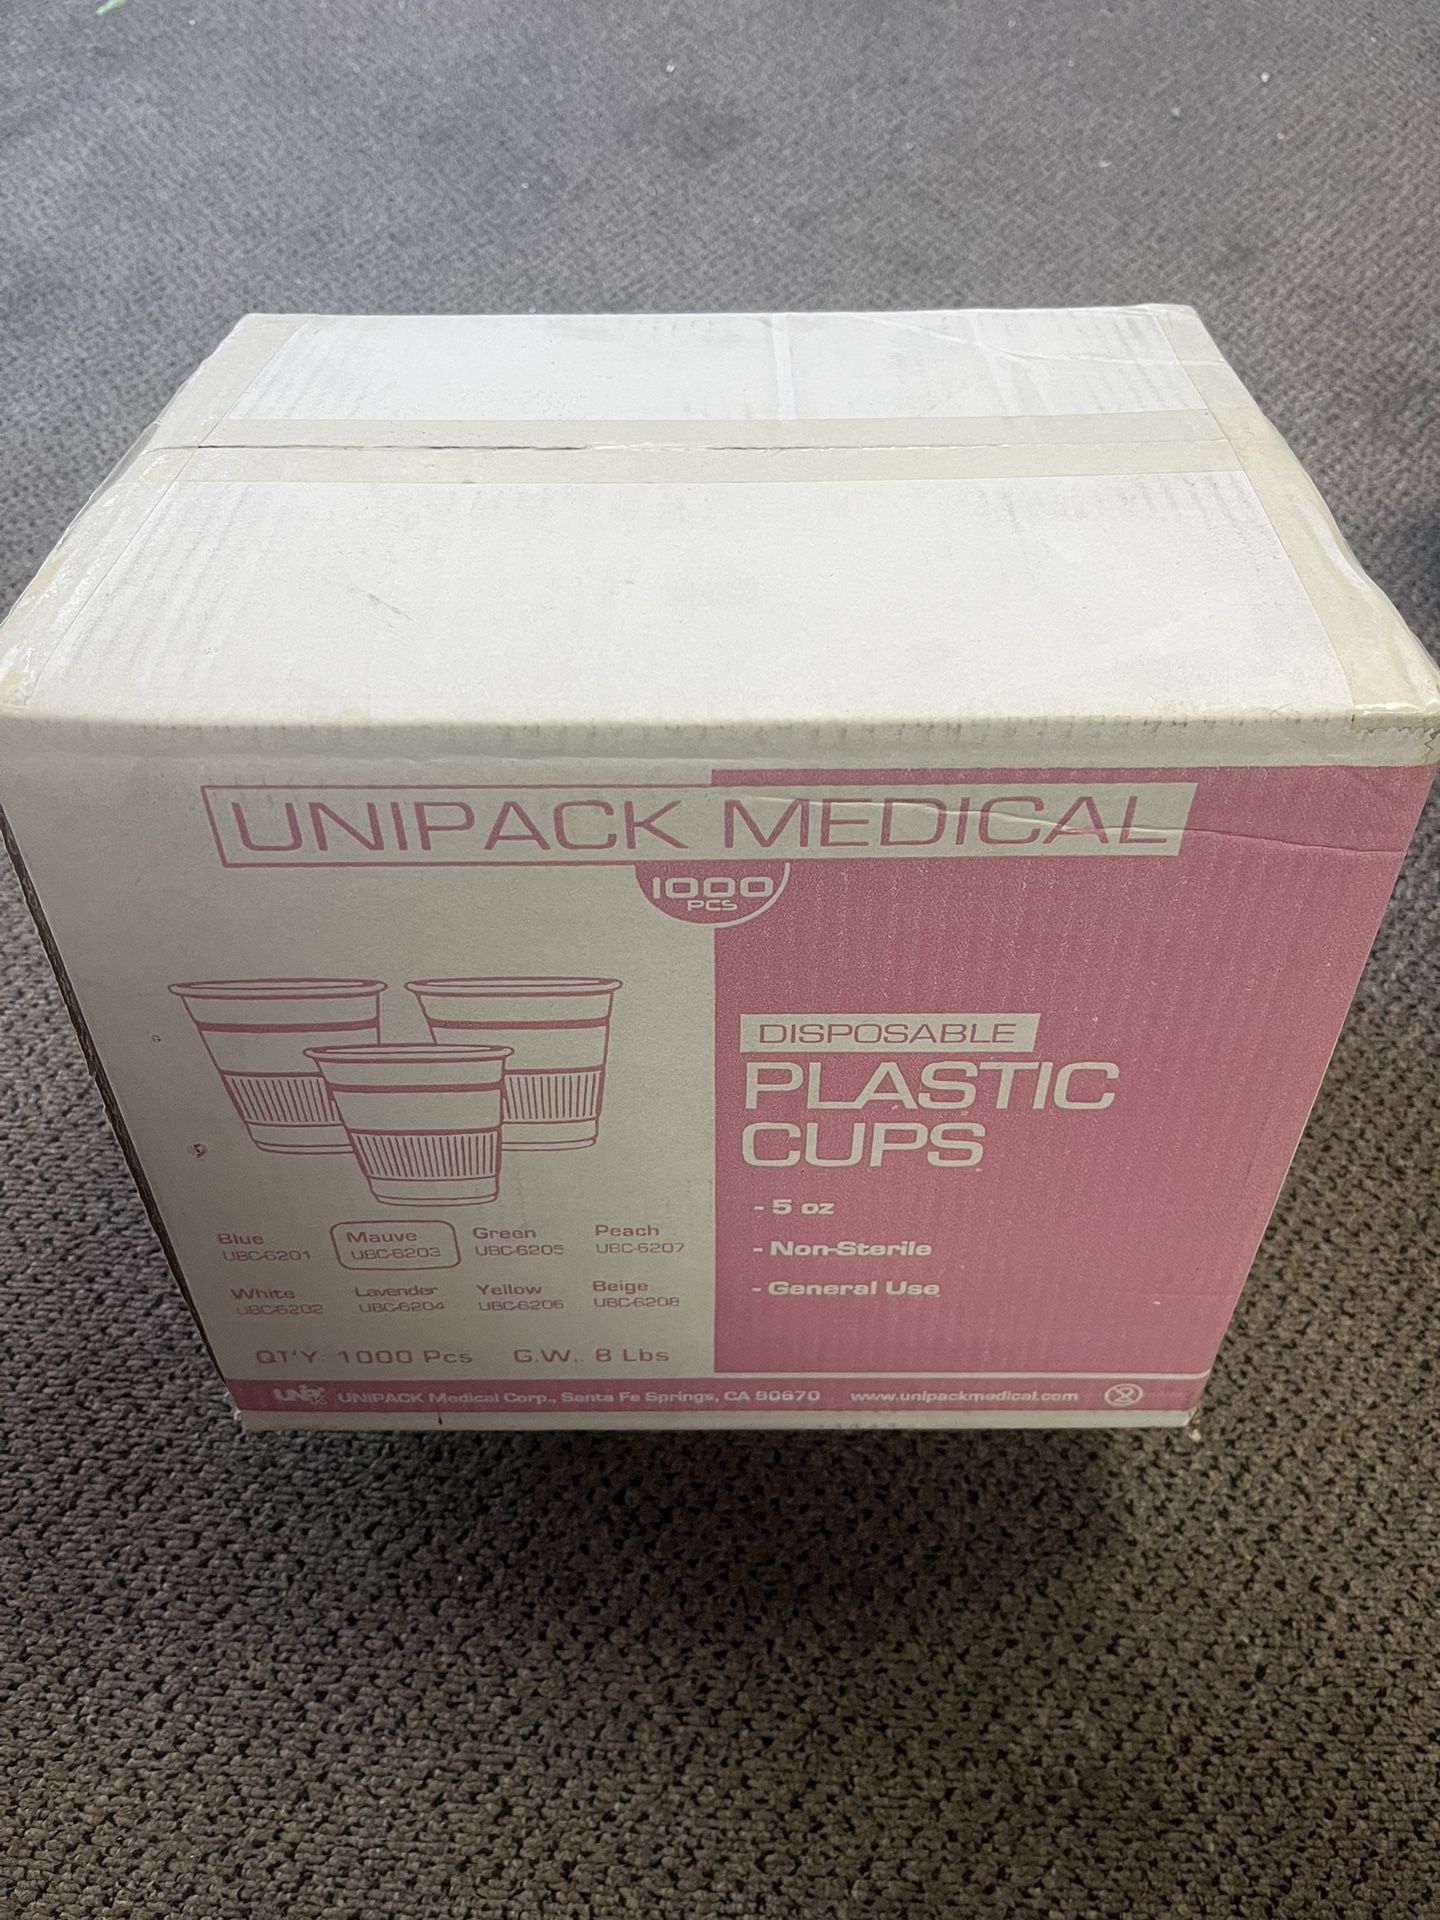 UNIPACK MEDICAL
1000
PCS
DISPOSABLE
PLASTIC
CUPS
- 5 oz
- Non-Sterile
- General Use
Blue Mauve Green Peach
UBC-6201 UBC-6203 UBC-6205 UBC-6207
White Lavender Yellow Beige
UBC-6202 UBC-6204 UBC-6206 UBC-6208
QT'Y: 1000 Pcs G.W.: 8 Lbs
UNIPACK Medical Corp., Santa Fe Springs, CA 90670 www.unipackmedical.com